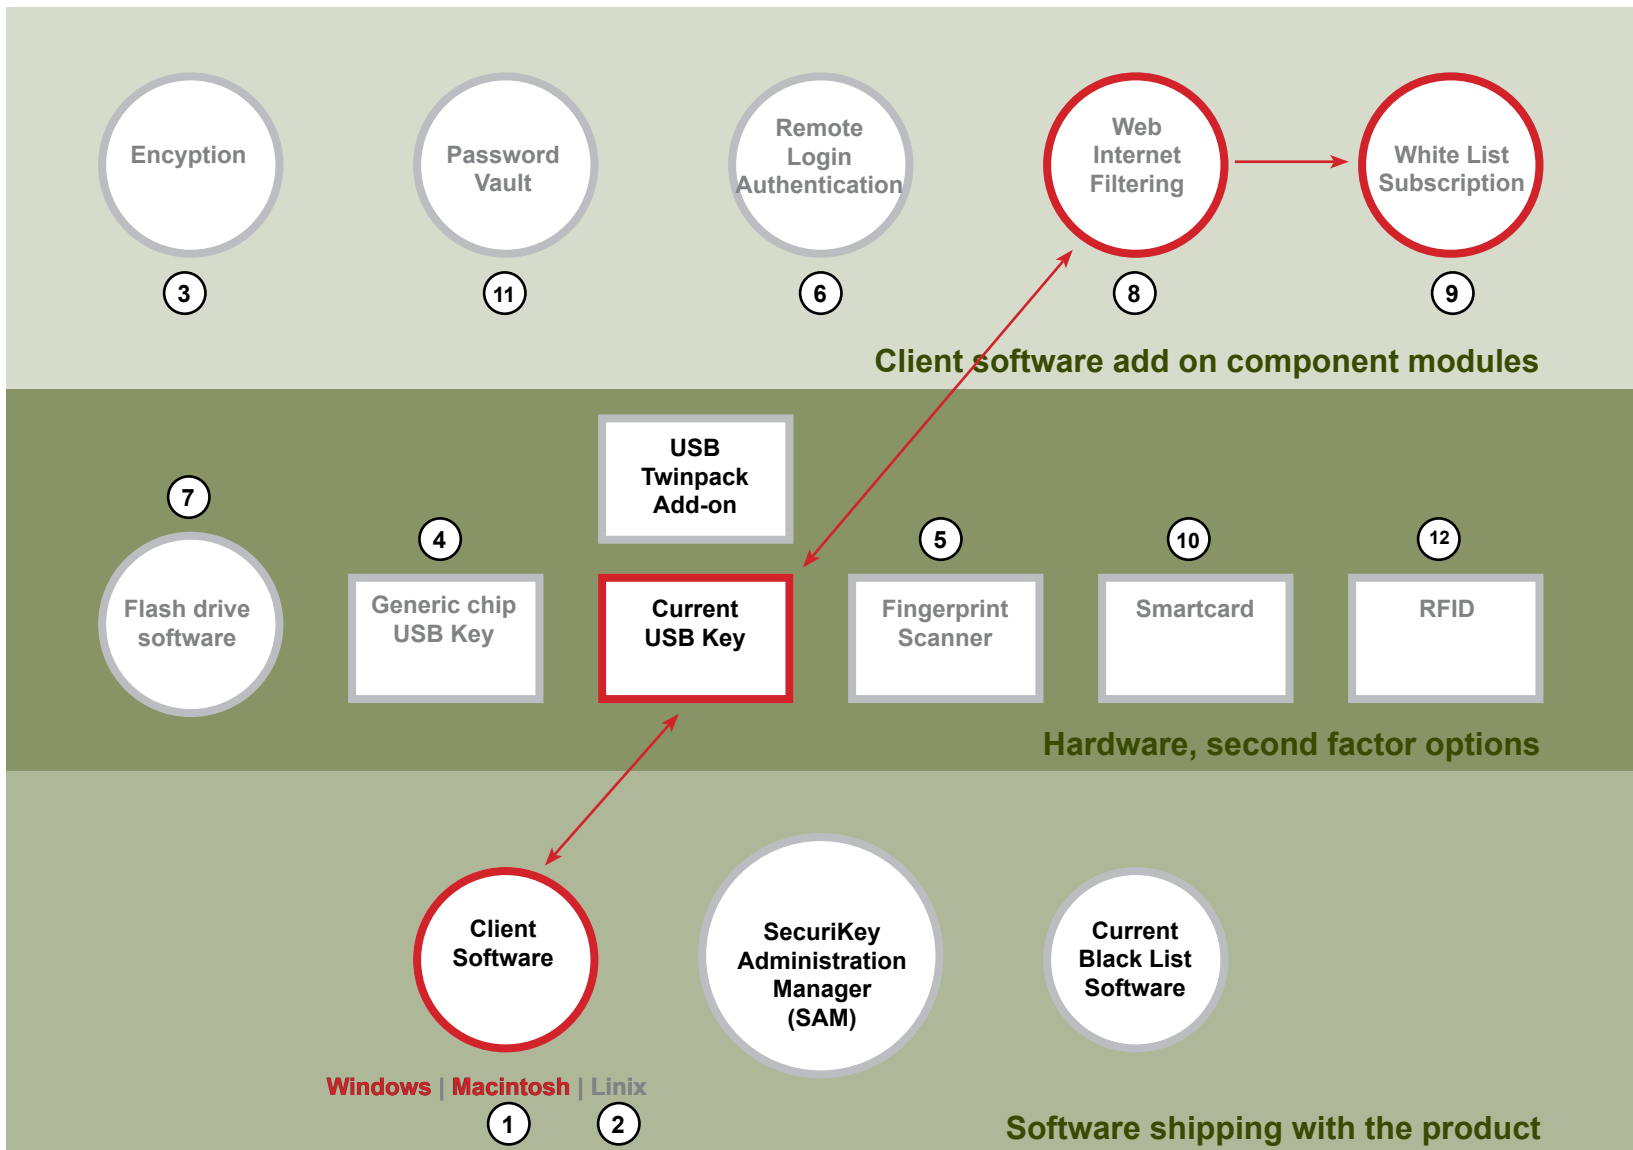 Encyption
Password
Vault
Remote
Login
Authentication
Web
Internet
Filtering
White List
Subscription
3
11
6
8
9
Client software add on component modules
USB
Twinpack
Add-on
7
4
5
10
12
Flash drive
software
Generic chip
USB Key
Current
USB Key
Fingerprint
Scanner
Smartcard
RFID
Hardware, second factor options
Client
Software
SecuriKey
Administration
Manager
(SAM)
Current
Black List
Software
Windows | Macintosh | Linix
1
2
Software shipping with the product